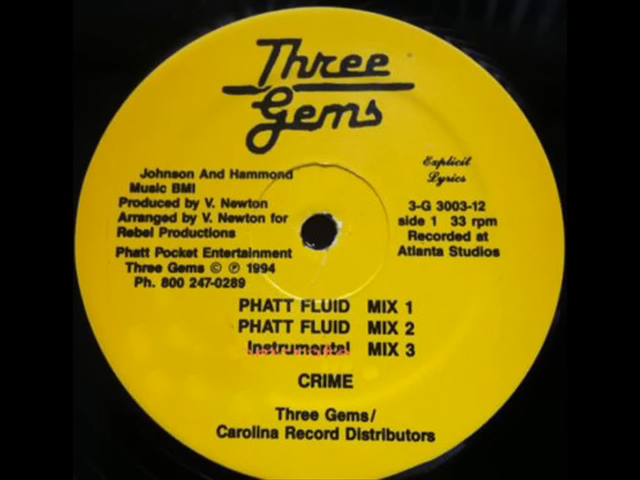 Three
Gems
Explicit
Lyrics
Johnson And Hammond
Music BMI
Produced by V. Newton
Arranged by V. Newton for
Rebel Productions
3-G 3003-12
side 1 33 rpm
Recorded at
Atlanta Studios
Phatt Pocket Entertainment
Three Gems © ℗ 1994
Ph. 800 247-0289
PHATT FLUID MIX 1
PHATT FLUID MIX 2
Instrumental MIX 3
CRIME
Three Gems/
Carolina Record Distributors